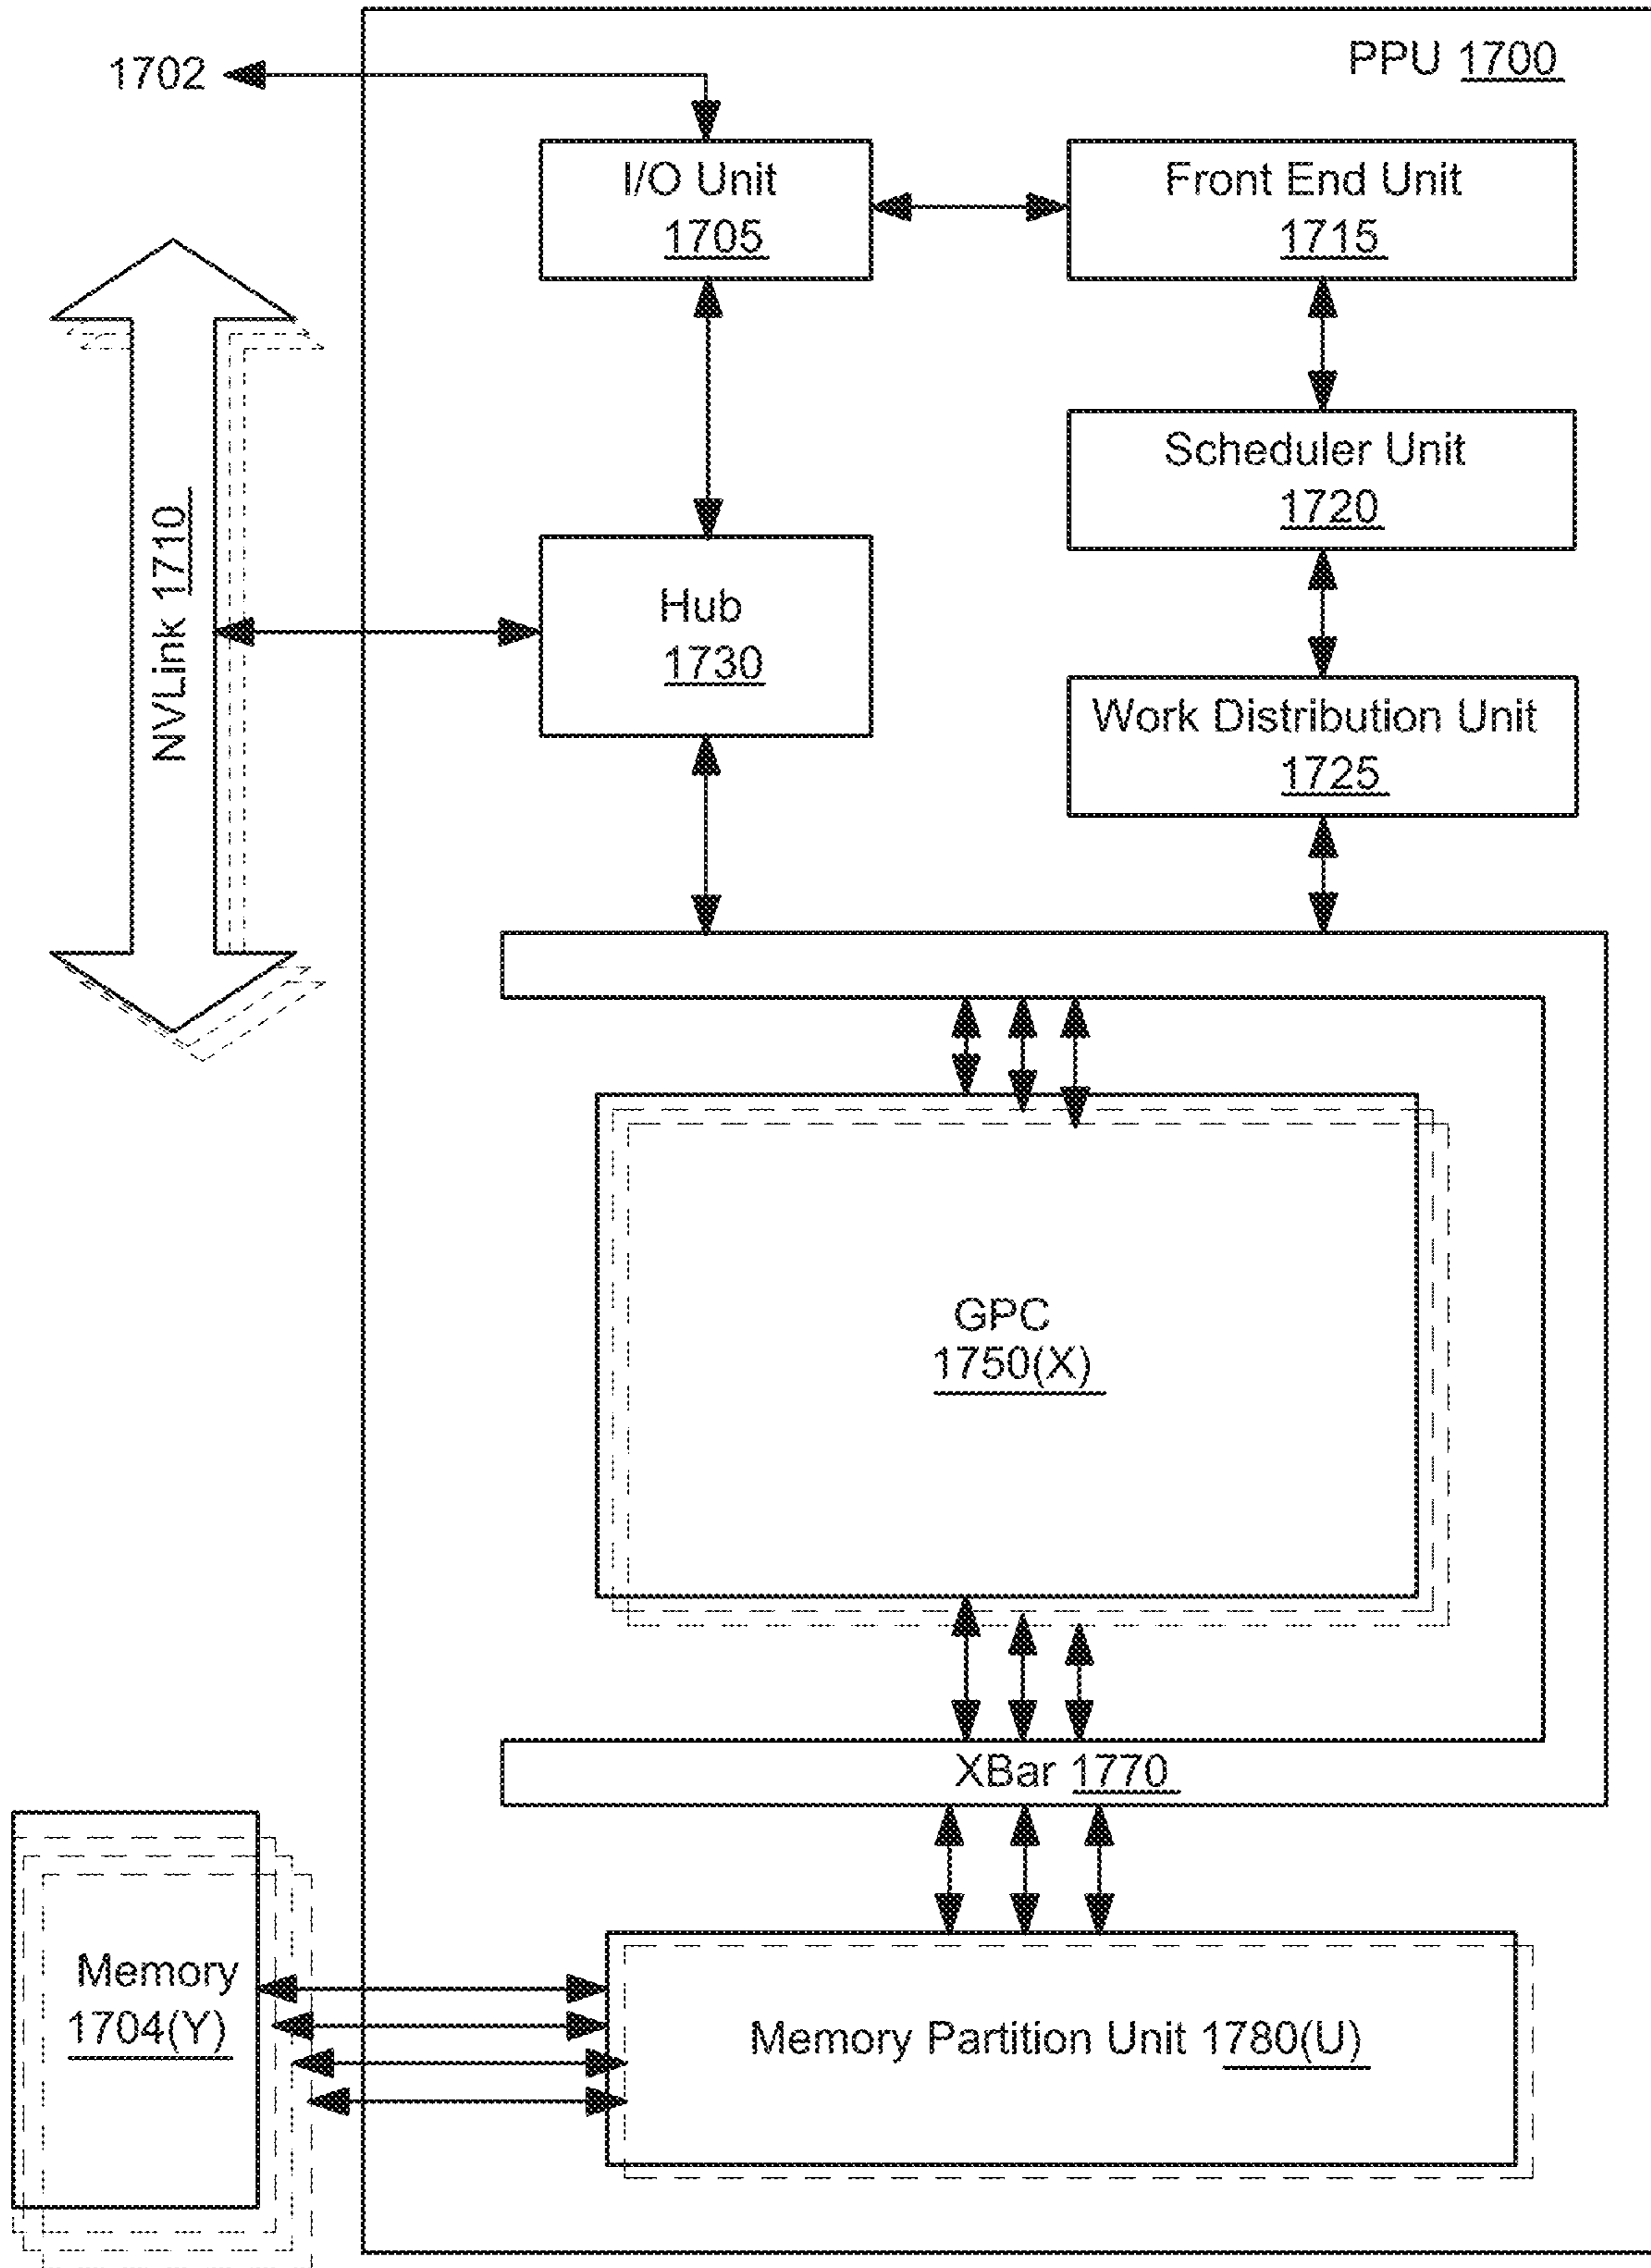 PPU 1700
1702
I/O Unit
1705
Front End Unit
1715
Scheduler Unit
1720
NVLink 1710
Hub
1730
Work Distribution Unit
1725
GPC
1750(X)
XBar 1770
Memory
1704(Y)
Memory Partition Unit 1780(U)